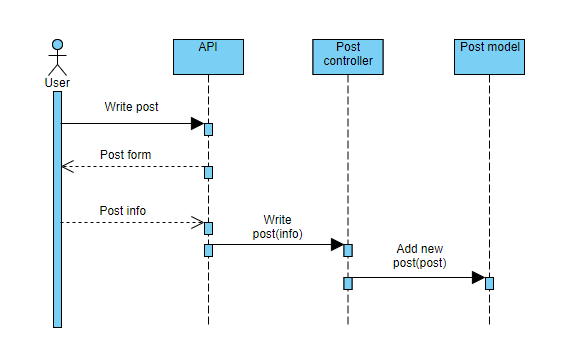 User
API
Post
controller
Post model
Write post
Post form
Post info
Write
post(info)
Add new
post(post)